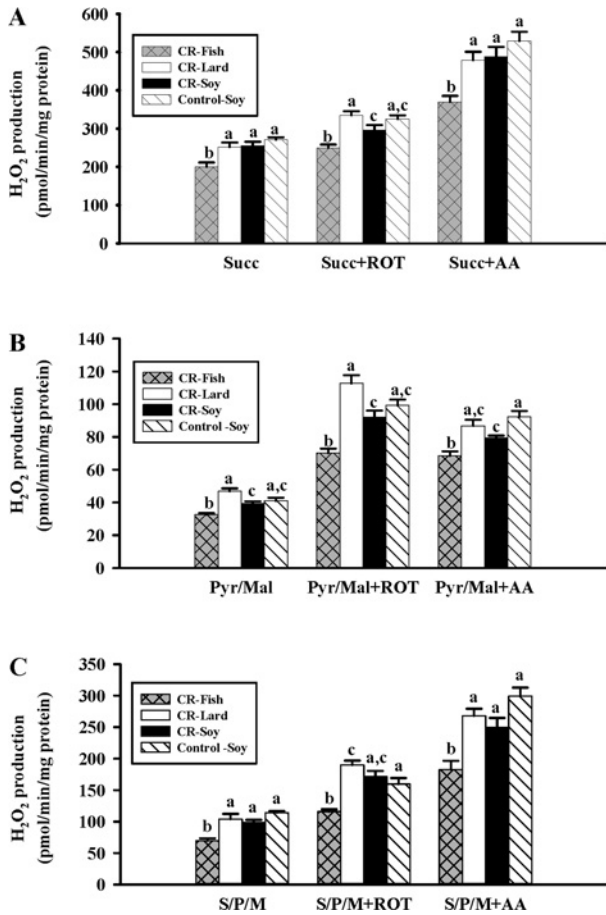 A
H₂O₂ production
(pmol/min/mg protein)
600
500
400
300
200
100
0
CR-Fish
CR-Lard
CR-Soy
Control-Soy
b a a a
b a c a,c
b a a a
Succ Succ+ROT Succ+AA
B
H₂O₂ production
(pmol/min/mg protein)
140
120
100
80
60
40
20
0
CR-Fish
CR-Lard
CR-Soy
Control -Soy
b a c a,c
b a c a,c
b a,c c a
Pyr/Mal Pyr/Mal+ROT Pyr/Mal+AA
C
H₂O₂ production
(pmol/min/mg protein)
350
300
250
200
150
100
50
0
CR-Fish
CR-Lard
CR-Soy
Control -Soy
b a a a
b c a,c a
b a a a
S/P/M S/P/M+ROT S/P/M+AA